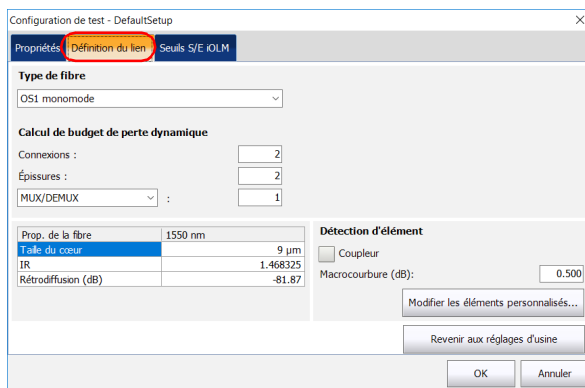 Configuration de test - DefaultSetup
Propriétés Définition du lien Seuils S/E iOLM
Type de fibre
OS1 monomode
Calcul de budget de perte dynamique
Connexions : 2
Épissures : 2
MUX/DEMUX : 1
Prop. de la fibre 1550 nm
Taille du cœur 9 µm
IR 1.468325
Rétrodiffusion (dB) -81.87
Détection d'élément
Coupleur
Macrocourbure (dB): 0.500
Modifier les éléments personnalisés...
Revenir aux réglages d'usine
OK Annuler